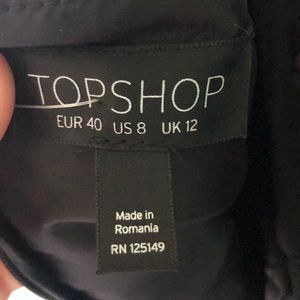 TOPSHOP
EUR 40 US 8 UK 12
Made in
Romania
RN 125149